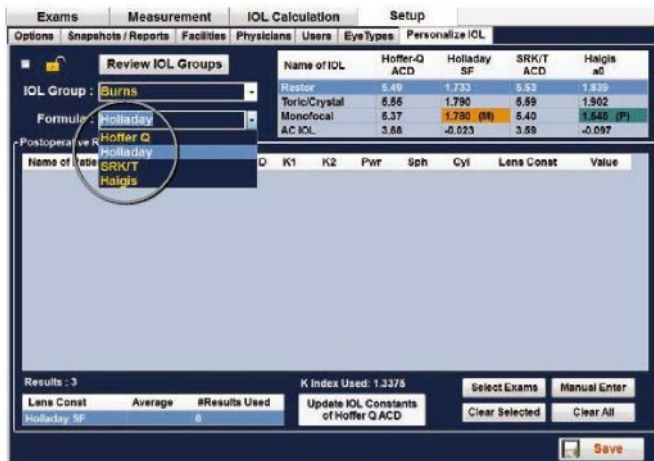 Exams Measurement IOL Calculation Setup
Options Snapshots / Reports Facilities Physicians Users Eye Types Personalize IOL
Review IOL Groups
IOL Group : Burns
Formula : Holladay
Hoffer Q
Holladay
SRK/T
Haigis
Name of IOL Hoffer-Q ACD Holladay SF SRK/T ACD Haigis a0
Restor 5.49 1.733 5.53 1.839
Toric/Crystal 5.56 1.790 5.59 1.902
Monofocal 5.37 1.780 (M) 5.40 1.545 (P)
AC IOL 3.68 -0.023 3.59 -0.097
Postoperative R
Name of Patie D K1 K2 Pwr Sph Cyl Lens Const Value
Results : 3
K Index Used: 1.3375
Lens Const Average #Results Used
Holladay SF 0
Update IOL Constants
of Hoffer Q ACD
Select Exams Manual Enter
Clear Selected Clear All
Save